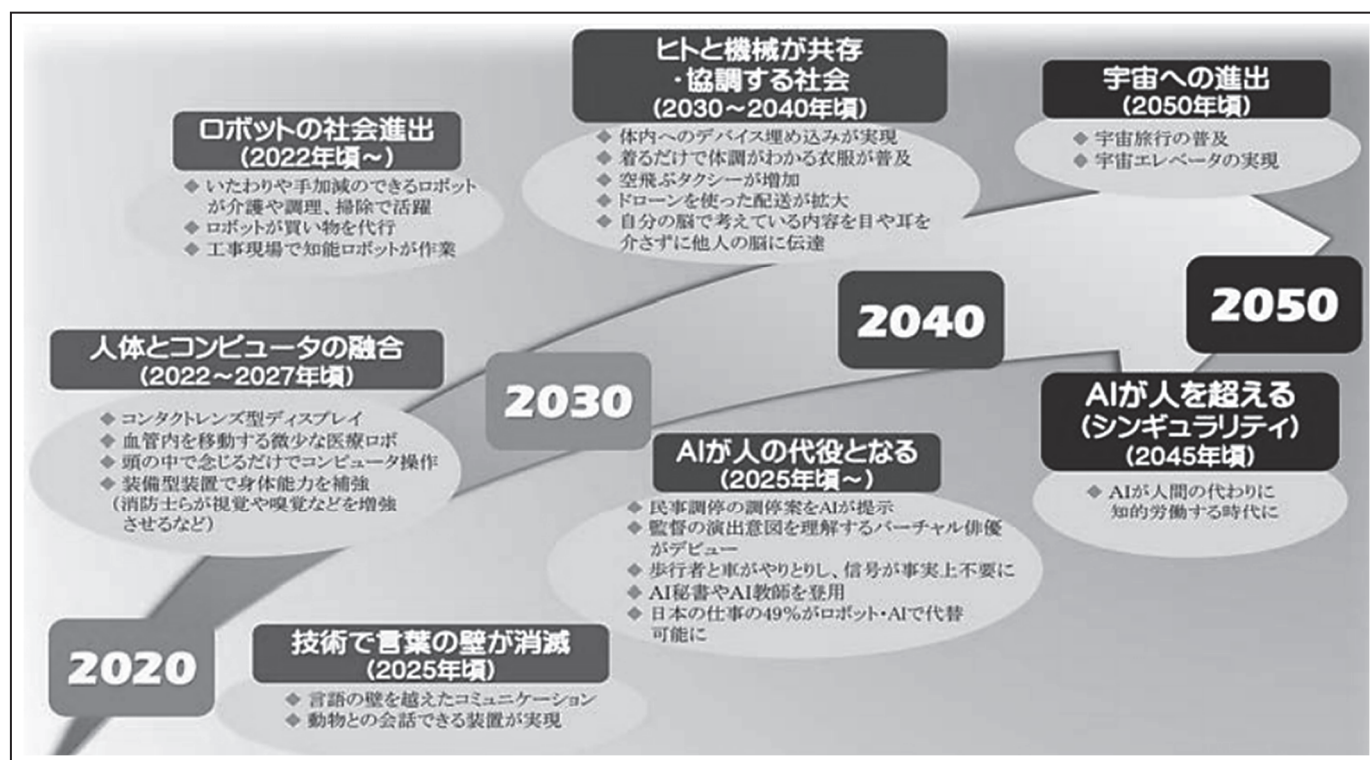 ロボットの社会進出
(2022年頃～)
◆ いたわりや手加減のできるロボット
が介護や調理、掃除で活躍
◆ ロボットが買い物を代行
◆ 工事現場で知能ロボットが作業
ヒトと機械が共存
・協調する社会
(2030～2040年頃)
◆ 体内へのデバイス埋め込みが実現
◆ 着るだけで体調がわかる衣服が普及
◆ 空飛ぶタクシーが増加
◆ ドローンを使った配送が拡大
◆ 自分の脳で考えている内容を目や耳を
介さずに他人の脳に伝達
宇宙への進出
(2050年頃)
◆ 宇宙旅行の普及
◆ 宇宙エレベータの実現
人体とコンピュータの融合
(2022～2027年頃)
◆ コンタクトレンズ型ディスプレイ
◆ 血管内を移動する微少な医療ロボ
◆ 頭の中で念じるだけでコンピュータ操作
◆ 装備型装置で身体能力を補強
(消防士らが視覚や嗅覚などを増強
させるなど)
2030
2040
2050
AIが人の代役となる
(2025年頃～)
◆ 民事調停の調停案をAIが提示
◆ 監督の演出意図を理解するバーチャル俳優
がデビュー
◆ 歩行者と車がやりとりし、信号が事実上不要に
◆ AI秘書やAI教師を登用
◆ 日本の仕事の49%がロボット・AIで代替
可能に
AIが人を超える
(シンギュラリティ)
(2045年頃)
◆ AIが人間の代わりに
知的労働する時代に
2020
技術で言葉の壁が消滅
(2025年頃)
◆ 言語の壁を越えたコミュニケーション
◆ 動物との会話できる装置が実現